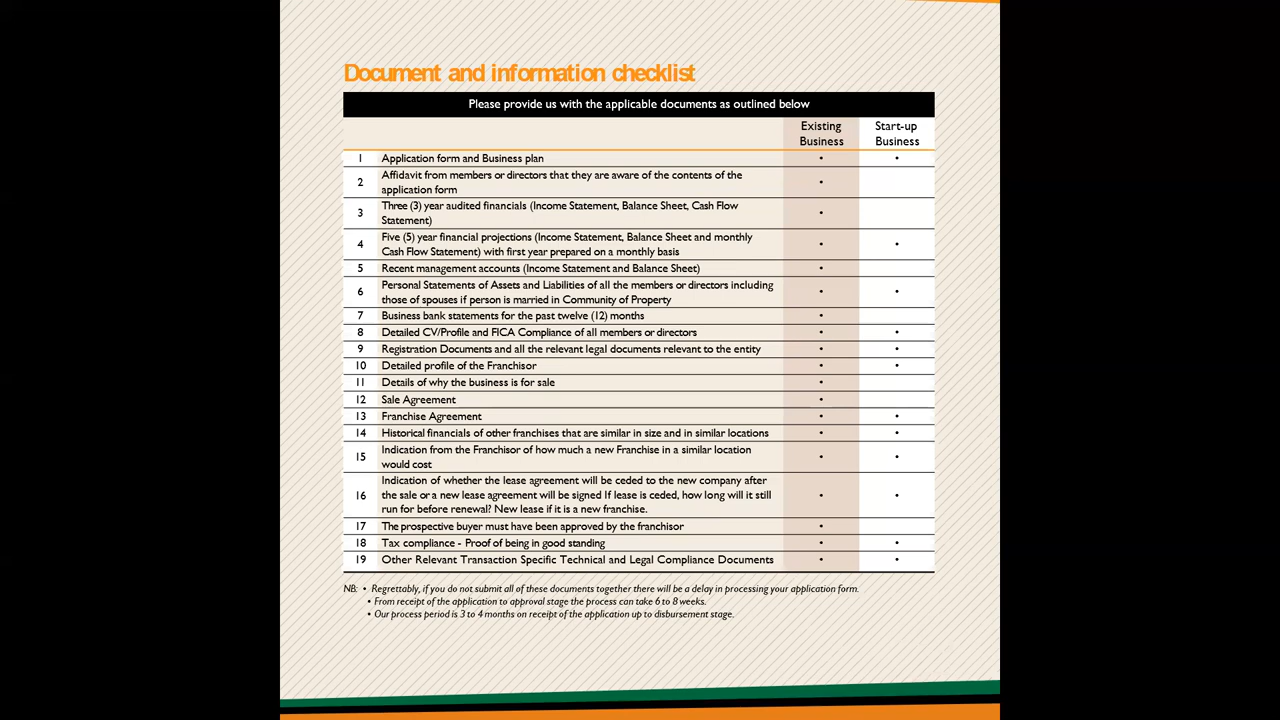 Document and information checklist
Please provide us with the applicable documents as outlined below
Existing Business
Start-up Business
1 Application form and Business plan • •
2 Affidavit from members or directors that they are aware of the contents of the
application form •
3 Three (3) year audited financials (Income Statement, Balance Sheet, Cash Flow
Statement) •
4 Five (5) year financial projections (Income Statement, Balance Sheet and monthly
Cash Flow Statement) with first year prepared on a monthly basis • •
5 Recent management accounts (Income Statement and Balance Sheet) •
6 Personal Statements of Assets and Liabilities of all the members or directors including
those of spouses if person is married in Community of Property • •
7 Business bank statements for the past twelve (12) months •
8 Detailed CV/Profile and FICA Compliance of all members or directors • •
9 Registration Documents and all the relevant legal documents relevant to the entity • •
10 Detailed profile of the Franchisor • •
11 Details of why the business is for sale •
12 Sale Agreement •
13 Franchise Agreement • •
14 Historical financials of other franchises that are similar in size and in similar locations • •
15 Indication from the Franchisor of how much a new Franchise in a similar location
would cost • •
16 Indication of whether the lease agreement will be ceded to the new company after
the sale or a new lease agreement will be signed If lease is ceded, how long will it still
run for before renewal? New lease if it is a new franchise. • •
17 The prospective buyer must have been approved by the franchisor •
18 Tax compliance - Proof of being in good standing • •
19 Other Relevant Transaction Specific Technical and Legal Compliance Documents • •
NB: • Regrettably, if you do not submit all of these documents together there will be a delay in processing your application form.
• From receipt of the application to approval stage the process can take 6 to 8 weeks.
• Our process period is 3 to 4 months on receipt of the application up to disbursement stage.